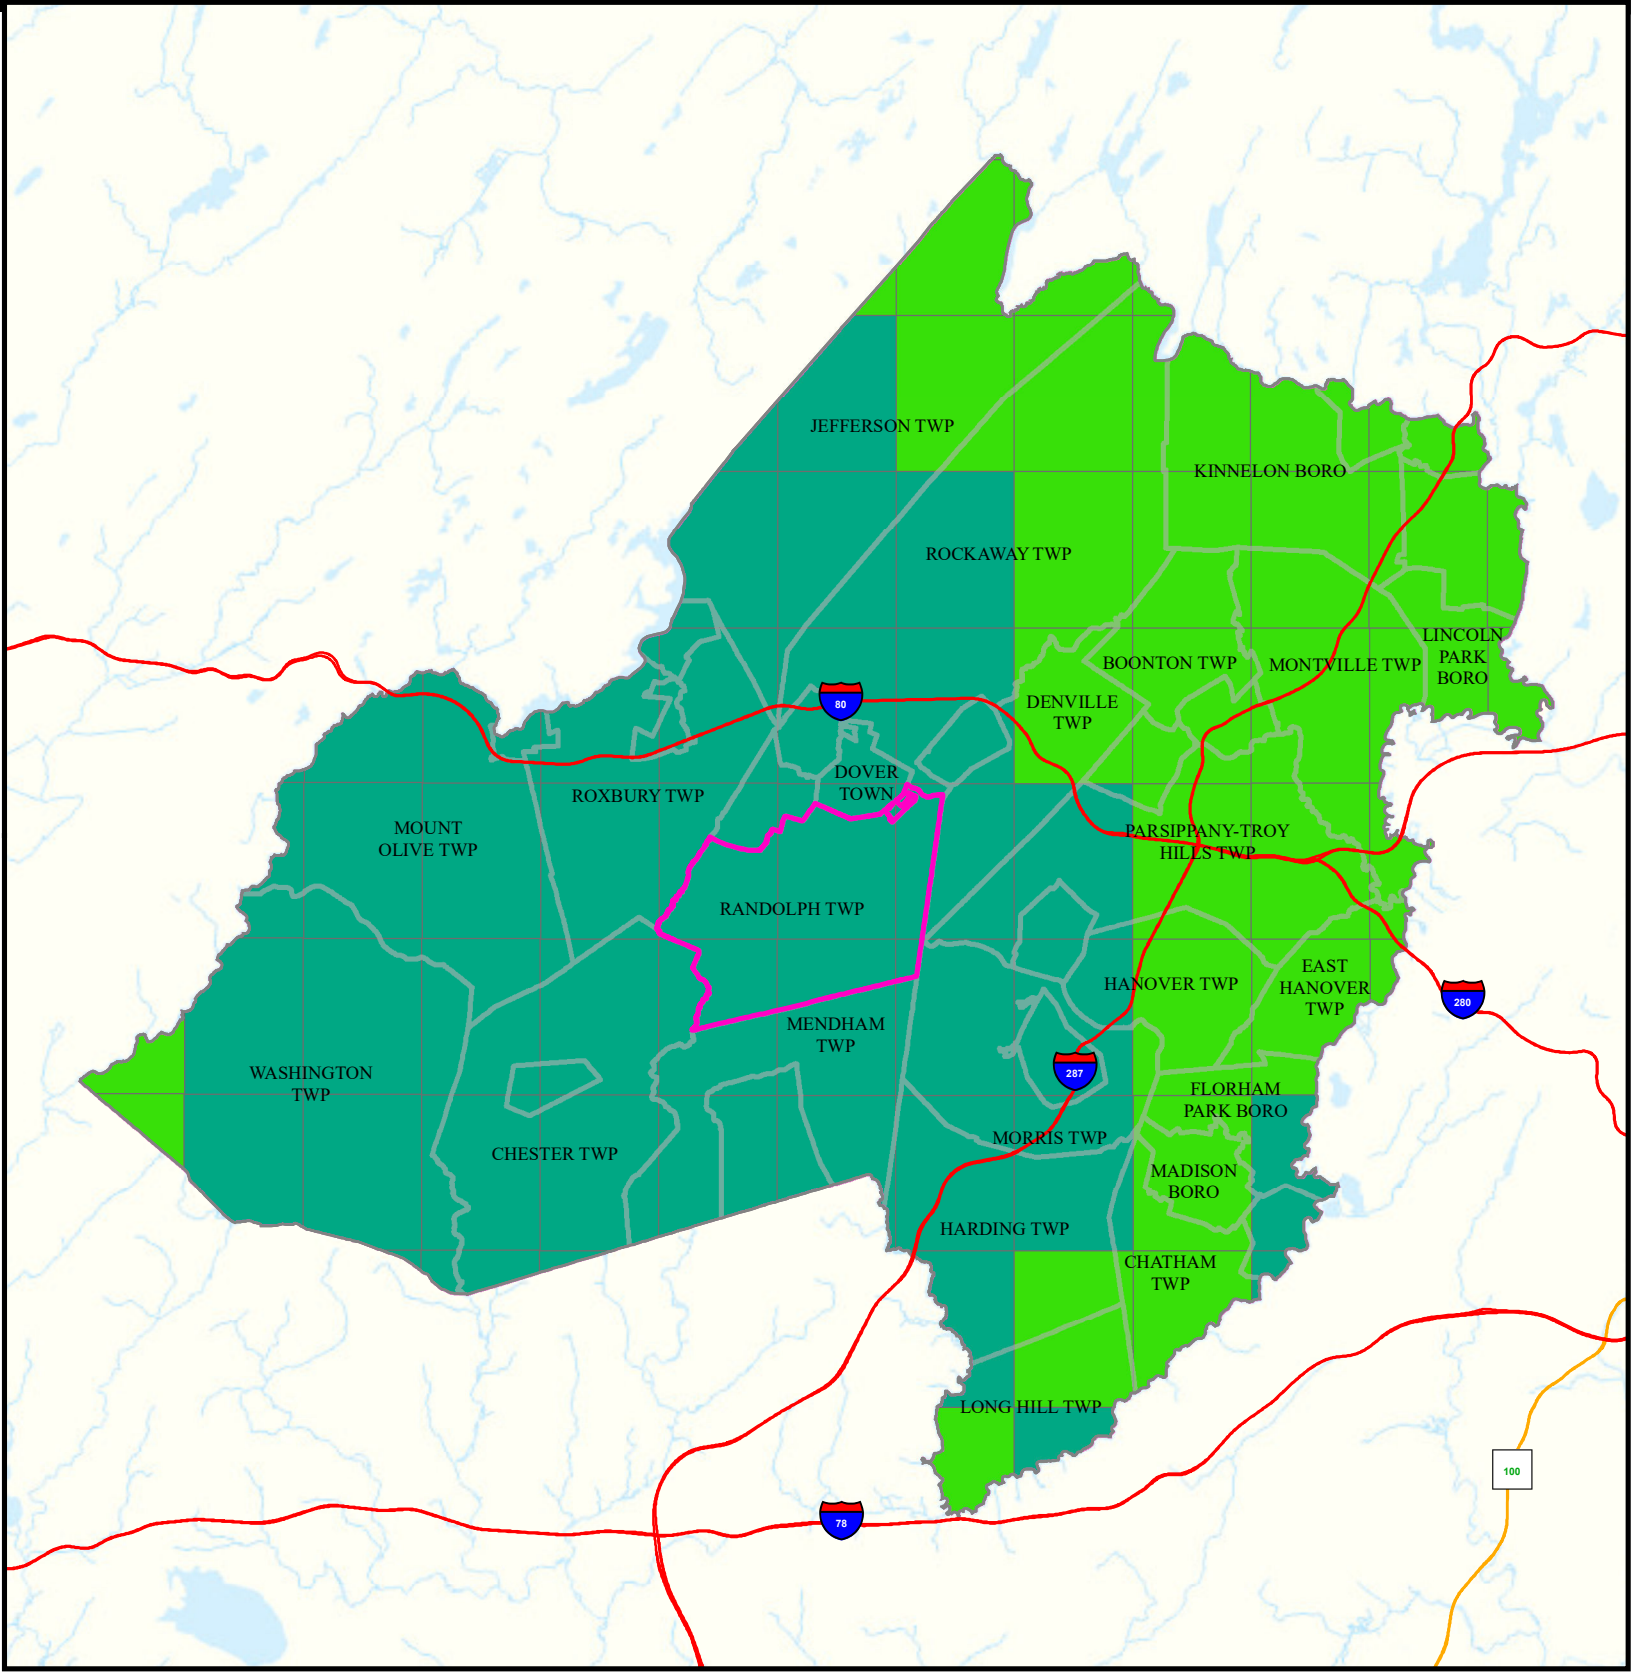 JEFFERSON TWP
KINNELON BORO
ROCKAWAY TWP
LINCOLN
PARK
BORO
BOONTON TWP
MONTVILLE TWP
DENVILLE
TWP
80
DOVER
TOWN
ROXBURY TWP
MOUNT
OLIVE TWP
PARSIPPANY-TROY
HILLS TWP
RANDOLPH TWP
EAST
HANOVER
TWP
HANOVER TWP
280
MENDHAM
TWP
287
WASHINGTON
TWP
FLORHAM
PARK BORO
MORRIS TWP
CHESTER TWP
MADISON
BORO
HARDING TWP
CHATHAM
TWP
LONG HILL TWP
100
78